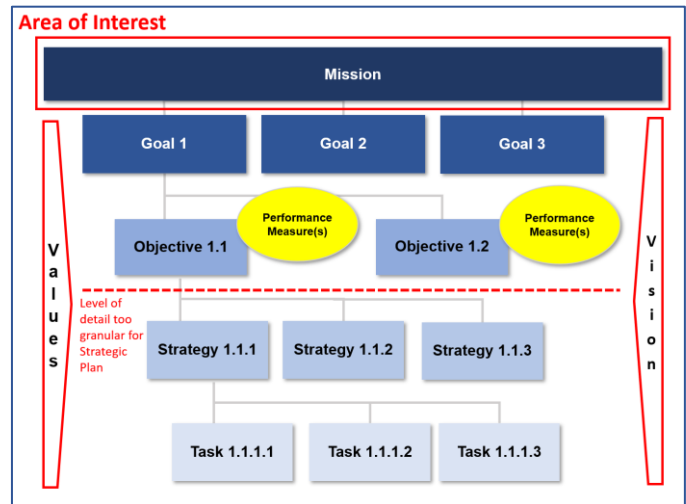 Area of Interest
Mission
Goal 1
Goal 2
Goal 3
Performance
Measure(s)
Performance
Measure(s)
Objective 1.1
Objective 1.2
Values
Vision
Level of
detail too
granular for
Strategic
Plan
Strategy 1.1.1
Strategy 1.1.2
Strategy 1.1.3
Task 1.1.1.1
Task 1.1.1.2
Task 1.1.1.3